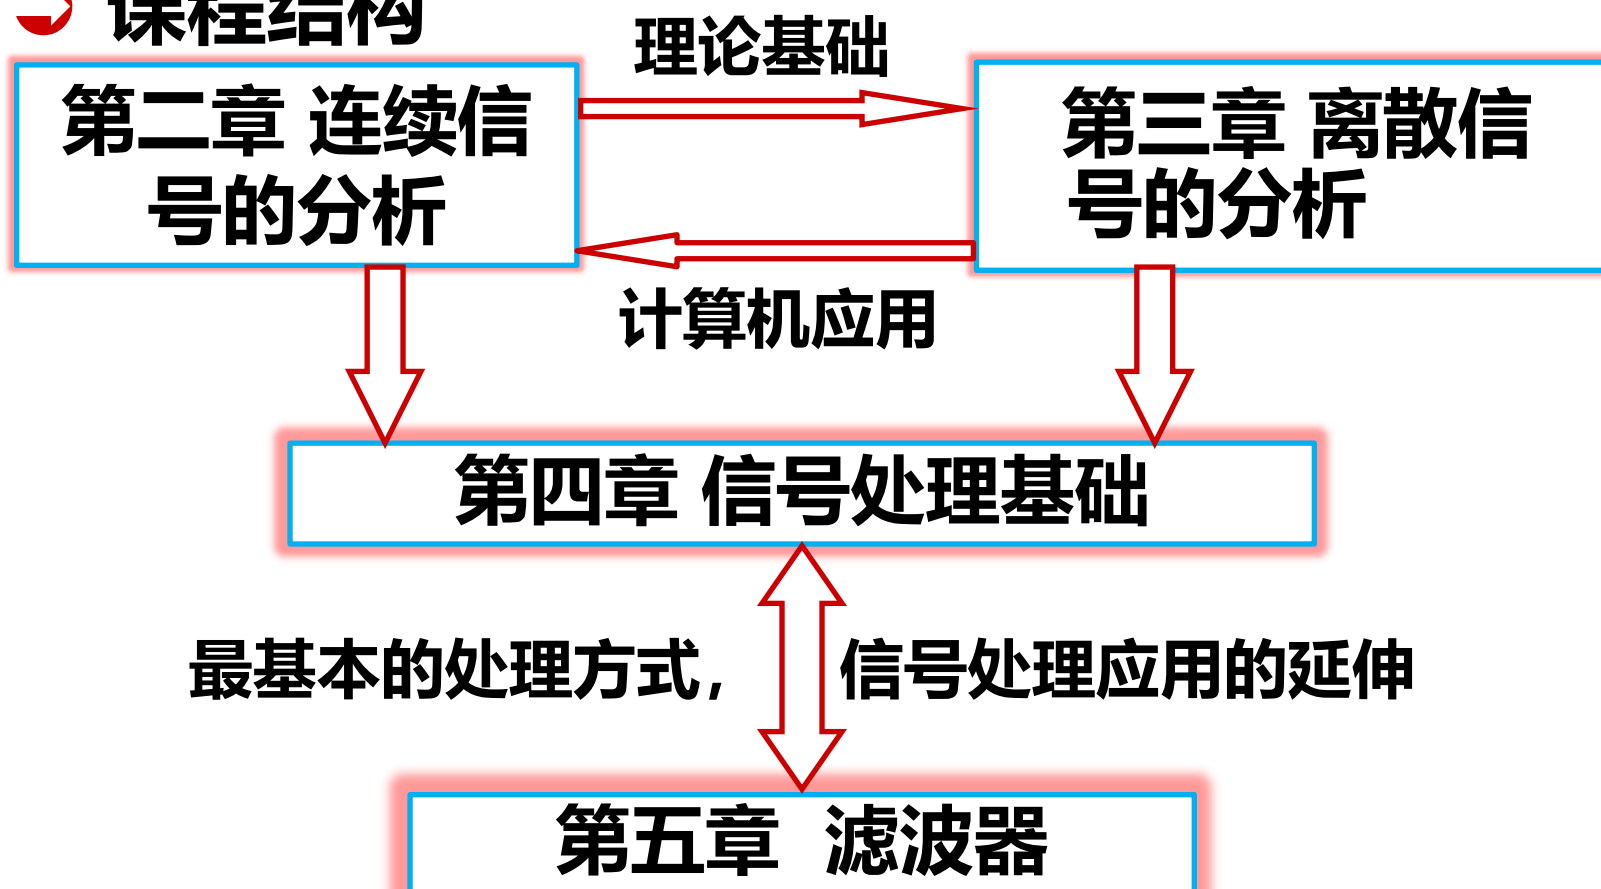 课程结构
理论基础
第二章 连续信
号的分析
第三章 离散信
号的分析
计算机应用
第四章 信号处理基础
最基本的处理方式，
信号处理应用的延伸
第五章 滤波器